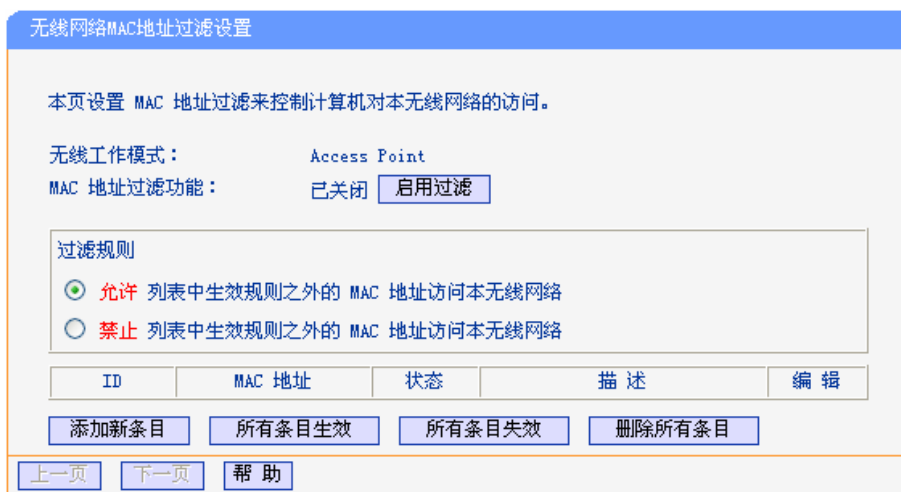 无线网络MAC地址过滤设置
本页设置 MAC 地址过滤来控制计算机对本无线网络的访问。
无线工作模式： Access Point
MAC 地址过滤功能： 已关闭 启用过滤
过滤规则
允许 列表中生效规则之外的 MAC 地址访问本无线网络
禁止 列表中生效规则之外的 MAC 地址访问本无线网络
ID MAC 地址 状态 描 述 编 辑
添加新条目 所有条目生效 所有条目失效 删除所有条目
上一页 下一页 帮 助